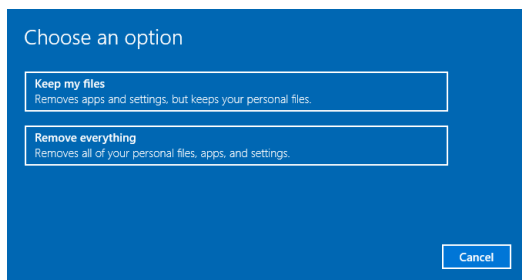 Choose an option
Keep my files
Removes apps and settings, but keeps your personal files.
Remove everything
Removes all of your personal files, apps, and settings.
Cancel